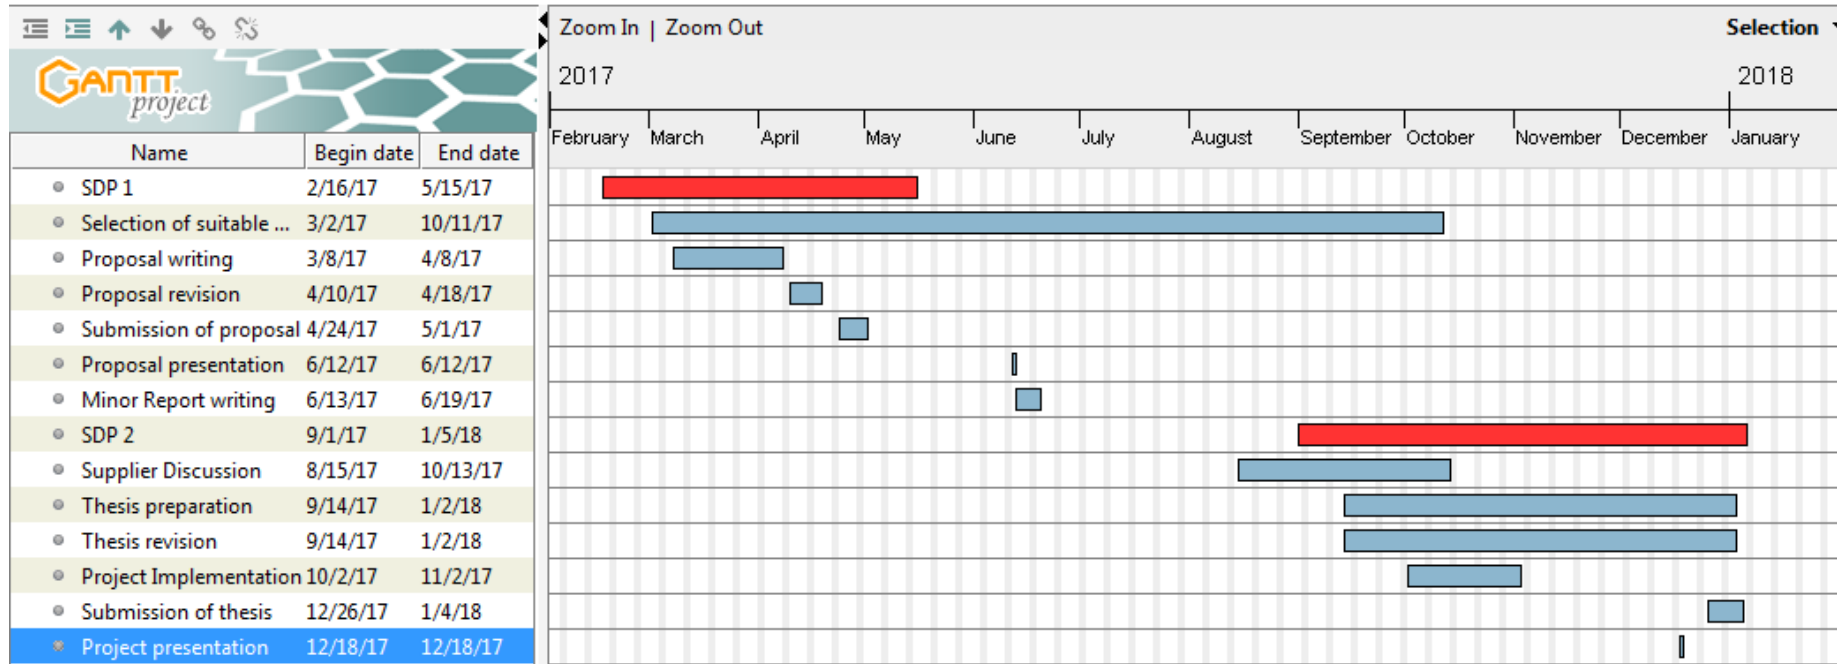 Zoom In | Zoom Out
Selection
GANTT
project
2017
2018
February March April May June July August September October November December January
Name Begin date End date
SDP 1 2/16/17 5/15/17
Selection of suitable ... 3/2/17 10/11/17
Proposal writing 3/8/17 4/8/17
Proposal revision 4/10/17 4/18/17
Submission of proposal 4/24/17 5/1/17
Proposal presentation 6/12/17 6/12/17
Minor Report writing 6/13/17 6/19/17
SDP 2 9/1/17 1/5/18
Supplier Discussion 8/15/17 10/13/17
Thesis preparation 9/14/17 1/2/18
Thesis revision 9/14/17 1/2/18
Project Implementation 10/2/17 11/2/17
Submission of thesis 12/26/17 1/4/18
Project presentation 12/18/17 12/18/17